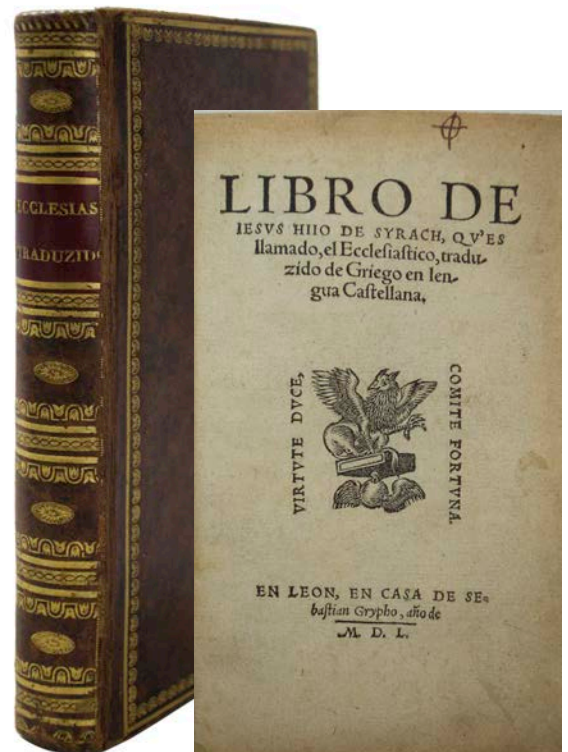 ECCLESIAS
TRADUZIDO
LIBRO DE
IESVS HIIO DE SYRACH, QV'ES
llamado, el Ecclesiaſtico, tradu-
zido de Griego en len-
gua Caſtellana.
VIRTVTE DVCE,
COMITE FORTVNA.
EN LEON, EN CASA DE SE-
baſtian Grypho, año de
M. D. L.